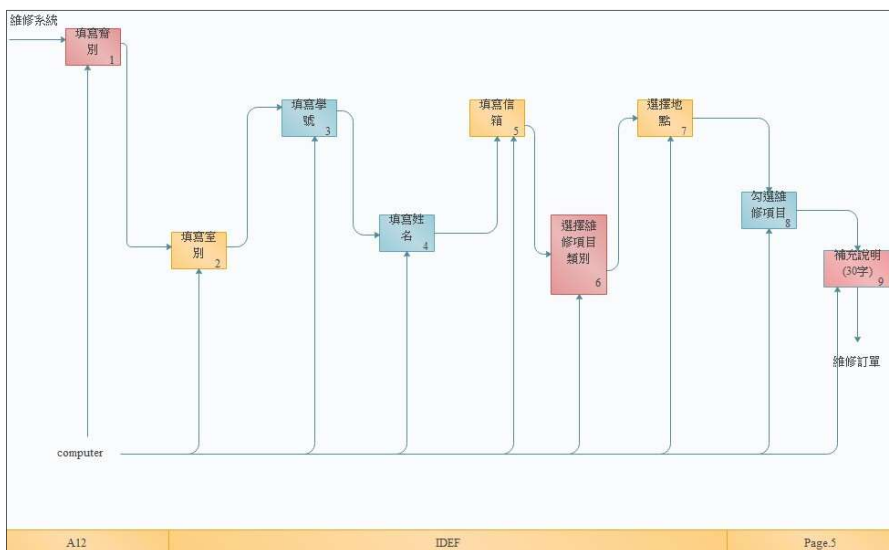 維修系統
填寫齋
別
1
填寫室
別
2
填寫學
號
3
填寫姓
名
4
填寫信
箱
5
選擇維
修項目
類別
6
選擇地
點
7
勾選維
修項目
8
補充說明
(30字)
9
維修訂單
computer
A12
IDEF
Page.5